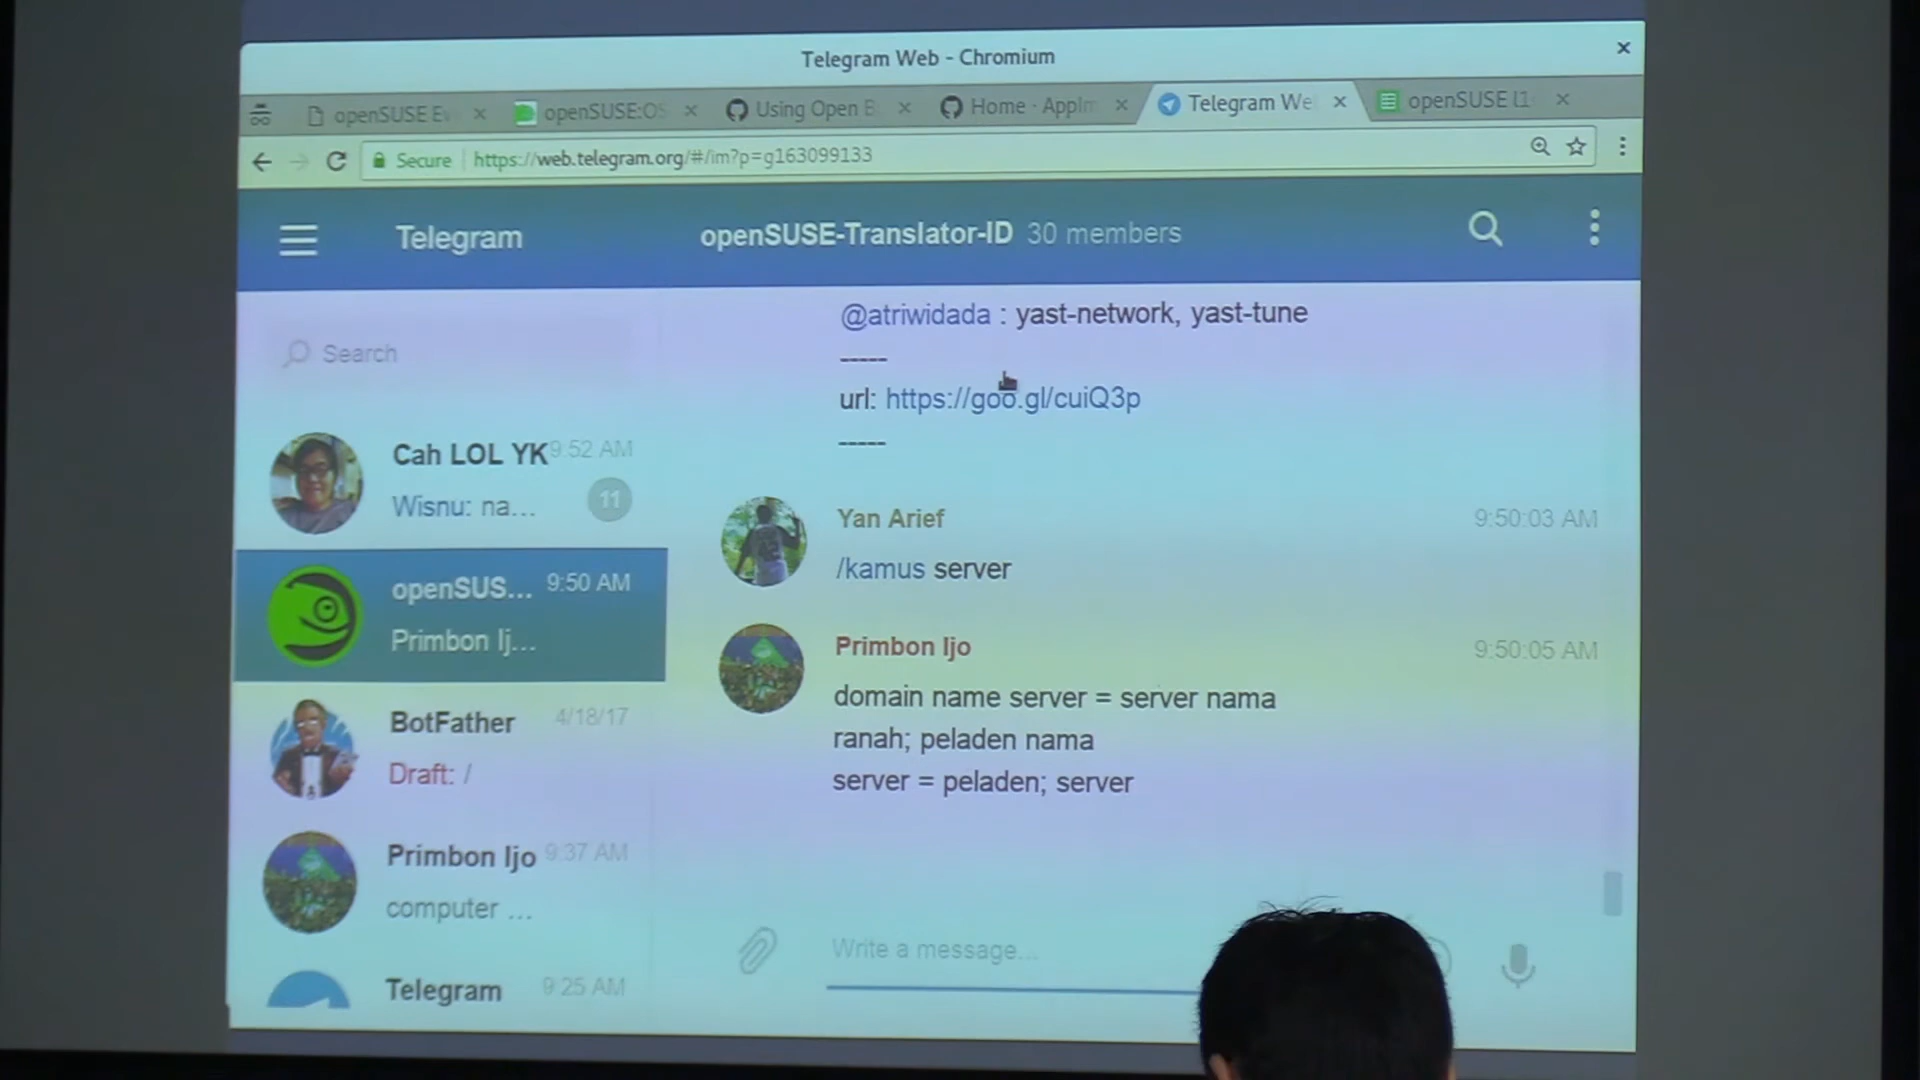 Telegram Web - Chromium
openSUSE Ev
openSUSE:OS
Using Open B
Home · AppIm
Telegram We
openSUSE l1
Secure
https://web.telegram.org/#/im?p=g163099133
Telegram
openSUSE-Translator-ID 30 members
Search
Cah LOL YK 9:52 AM
Wisnu: na... 11
openSUS... 9:50 AM
Primbon Ij...
BotFather 4/18/17
Draft: /
Primbon Ijo 9:37 AM
computer ...
Telegram 9:25 AM
@atriwidada : yast-network, yast-tune
-----
url: https://goo.gl/cuiQ3p
-----
Yan Arief 9:50:03 AM
/kamus server
Primbon Ijo 9:50:05 AM
domain name server = server nama
ranah; peladen nama
server = peladen; server
Write a message...